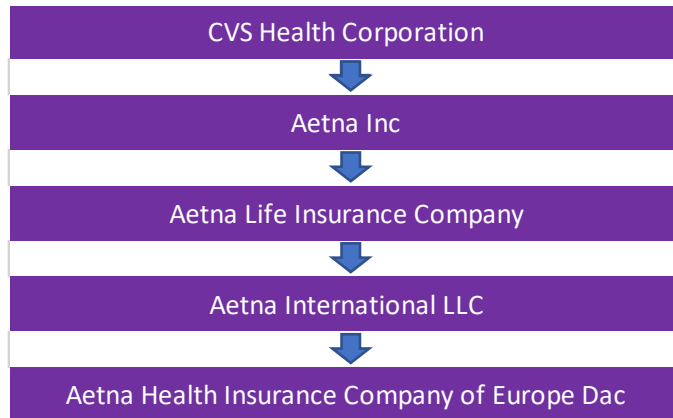 CVS Health Corporation
Aetna Inc
Aetna Life Insurance Company
Aetna International LLC
Aetna Health Insurance Company of Europe Dac